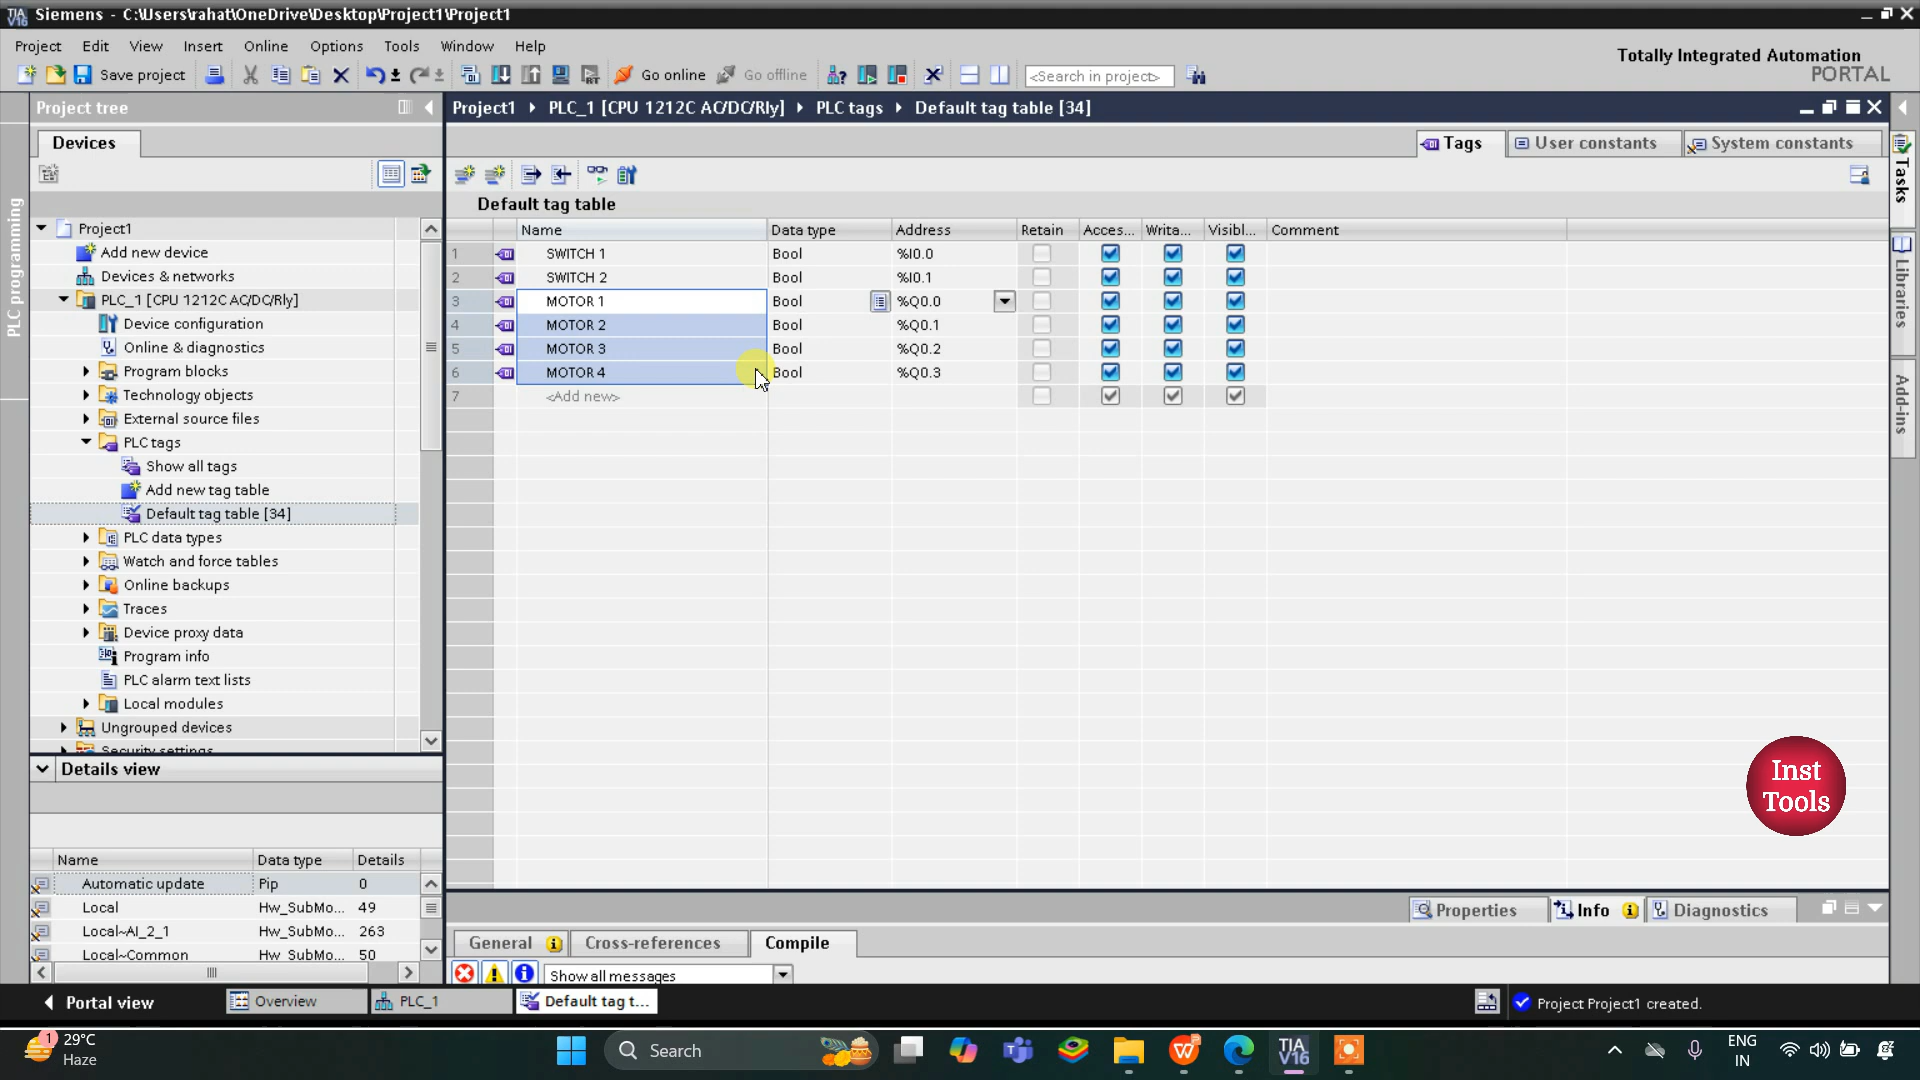 Siemens - C:\Users\rahat\OneDrive\Desktop\Project1\Project1
Project Edit View Insert Online Options Tools Window Help
Totally Integrated Automation
PORTAL
Save project
Go online
Go offline
<Search in project>
Project tree
Project1 PLC_1 [CPU 1212C AC/DC/Rly] PLC tags Default tag table [34]
Devices
Tags
User constants
System constants
PLC programming
Tasks
Libraries
Add-ins
Default tag table
Project1
Add new device
Devices & networks
PLC_1 [CPU 1212C AC/DC/Rly]
Device configuration
Online & diagnostics
Program blocks
Technology objects
External source files
PLC tags
Show all tags
Add new tag table
Default tag table [34]
PLC data types
Watch and force tables
Online backups
Traces
Device proxy data
Program info
PLC alarm text lists
Local modules
Ungrouped devices
Security settings
Name Data type Address Retain Acces... Writa... Visibl... Comment
1 SWITCH 1 Bool %I0.0
2 SWITCH 2 Bool %I0.1
3 MOTOR 1 Bool %Q0.0
4 MOTOR 2 Bool %Q0.1
5 MOTOR 3 Bool %Q0.2
6 MOTOR 4 Bool %Q0.3
7 <Add new>
Inst
Tools
Details view
Name Data type Details
Automatic update Pip 0
Local Hw_SubMo... 49
Local~AI_2_1 Hw_SubMo... 263
Local~Common Hw_SubMo... 50
Properties Info Diagnostics
General Cross-references Compile
Show all messages
Portal view
Overview
PLC_1
Default tag t...
Project Project1 created.
1
29°C
Haze
Search
TIA
V16
ENG
IN